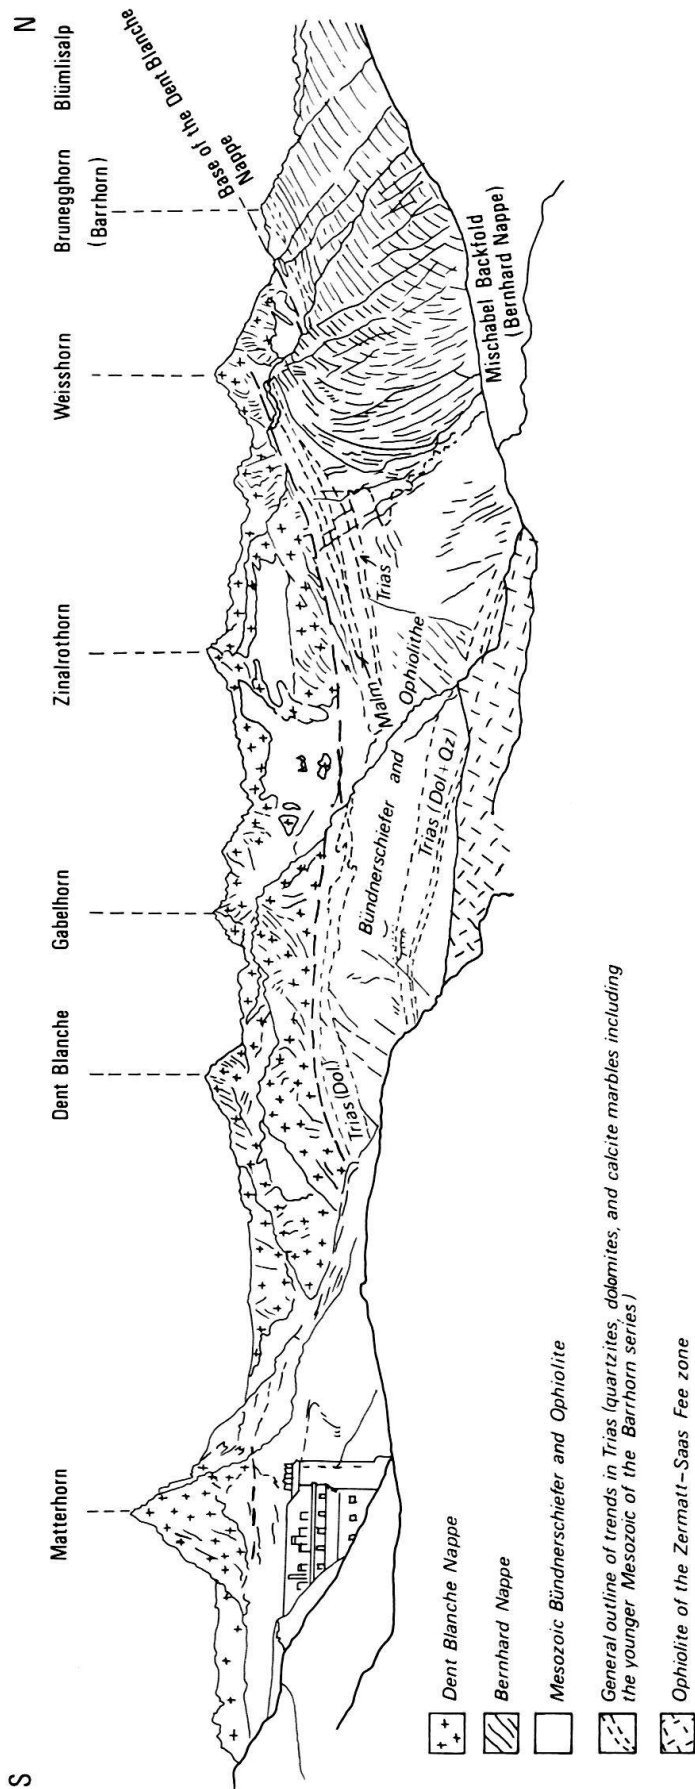 S
N
Matterhorn
Dent Blanche
Gabelhorn
Zinalrothorn
Weisshorn
Brunegghorn
(Barrhorn)
Blümlisalp
Base of the Dent Blanche
Nappe
Trias (Dol)
Bündnerschiefer and
Ophiolithe
Trias (Dol + Qz)
Malm
Trias
Mischabel Backfold
(Bernhard Nappe)
Dent Blanche Nappe
Bernhard Nappe
Mesozoic Bündnerschiefer and Ophiolite
General outline of trends in Trias (quartzites, dolomites, and calcite marbles including
the younger Mesozoic of the Barrhorn series)
Ophiolite of the Zermatt–Saas Fee zone